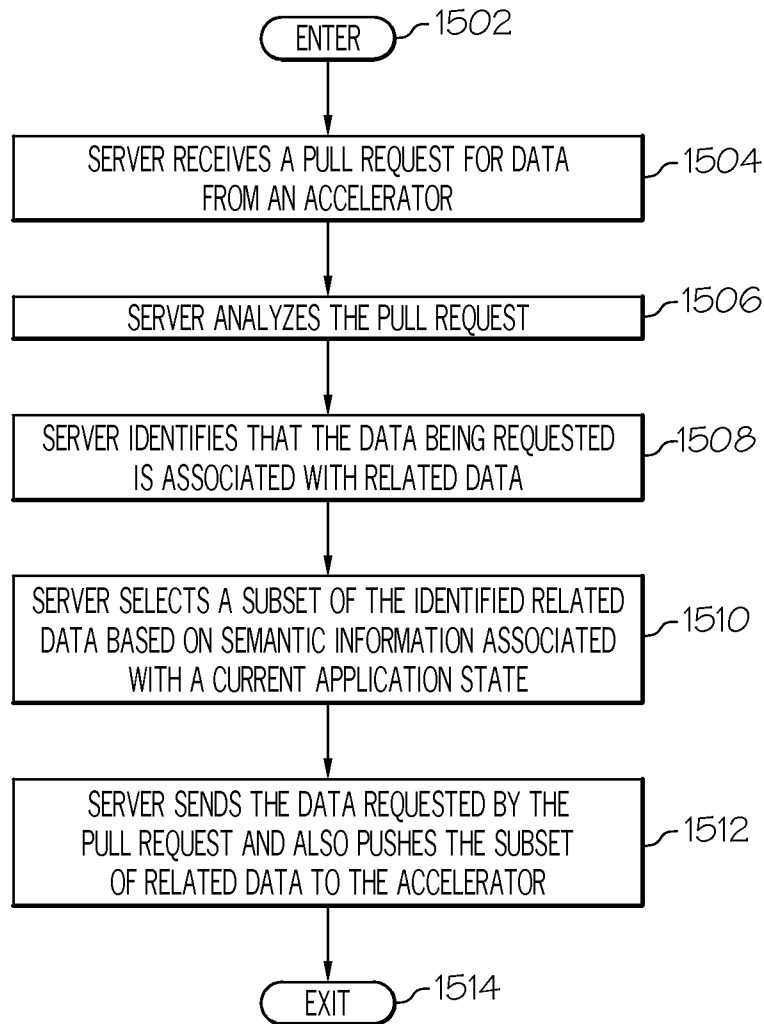 ENTER
1502
SERVER RECEIVES A PULL REQUEST FOR DATA
FROM AN ACCELERATOR
1504
SERVER ANALYZES THE PULL REQUEST
1506
SERVER IDENTIFIES THAT THE DATA BEING REQUESTED
IS ASSOCIATED WITH RELATED DATA
1508
SERVER SELECTS A SUBSET OF THE IDENTIFIED RELATED
DATA BASED ON SEMANTIC INFORMATION ASSOCIATED
WITH A CURRENT APPLICATION STATE
1510
SERVER SENDS THE DATA REQUESTED BY THE
PULL REQUEST AND ALSO PUSHES THE SUBSET
OF RELATED DATA TO THE ACCELERATOR
1512
EXIT
1514